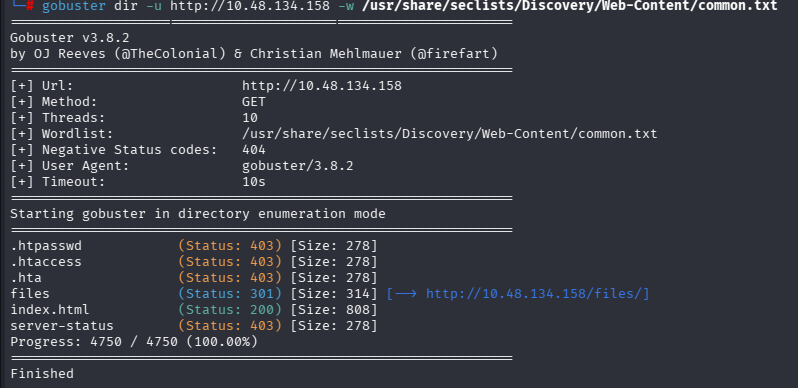 └─# gobuster dir -u http://10.48.134.158 -w /usr/share/seclists/Discovery/Web-Content/common.txt
===============================================================
Gobuster v3.8.2
by OJ Reeves (@TheColonial) & Christian Mehlmauer (@firefart)
===============================================================
[+] Url:                     http://10.48.134.158
[+] Method:                  GET
[+] Threads:                 10
[+] Wordlist:                /usr/share/seclists/Discovery/Web-Content/common.txt
[+] Negative Status codes:   404
[+] User Agent:              gobuster/3.8.2
[+] Timeout:                 10s
===============================================================
Starting gobuster in directory enumeration mode
===============================================================
.htpasswd            (Status: 403) [Size: 278]
.htaccess            (Status: 403) [Size: 278]
.hta                 (Status: 403) [Size: 278]
files                (Status: 301) [Size: 314] [--> http://10.48.134.158/files/]
index.html           (Status: 200) [Size: 808]
server-status        (Status: 403) [Size: 278]
Progress: 4750 / 4750 (100.00%)
===============================================================
Finished